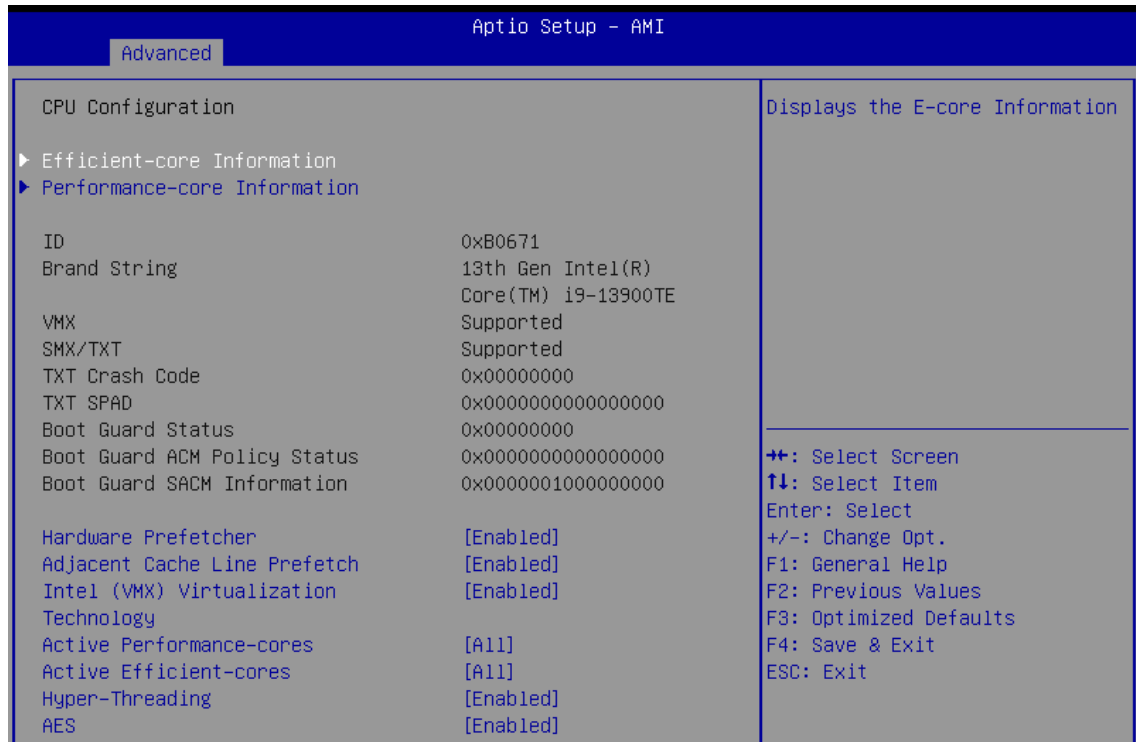 Aptio Setup – AMI
Advanced
CPU Configuration
Efficient-core Information
Performance-core Information
ID 0xB0671
Brand String 13th Gen Intel(R)
Core(TM) i9-13900TE
VMX Supported
SMX/TXT Supported
TXT Crash Code 0x00000000
TXT SPAD 0x0000000000000000
Boot Guard Status 0x00000000
Boot Guard ACM Policy Status 0x0000000000000000
Boot Guard SACM Information 0x0000001000000000
Hardware Prefetcher [Enabled]
Adjacent Cache Line Prefetch [Enabled]
Intel (VMX) Virtualization [Enabled]
Technology
Active Performance-cores [All]
Active Efficient-cores [All]
Hyper-Threading [Enabled]
AES [Enabled]
Displays the E-core Information
→←: Select Screen
↑↓: Select Item
Enter: Select
+/-: Change Opt.
F1: General Help
F2: Previous Values
F3: Optimized Defaults
F4: Save & Exit
ESC: Exit